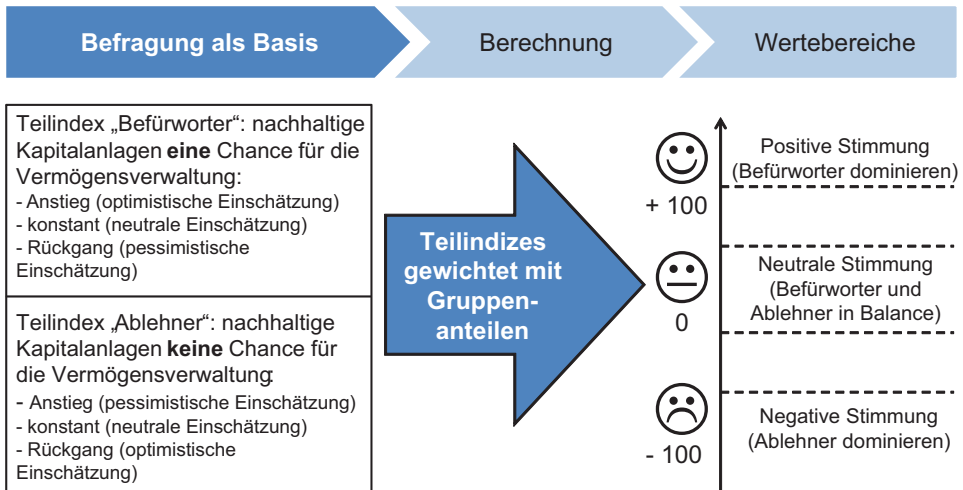 Befragung als Basis
Berechnung
Wertebereiche
Teilindex „Befürworter“: nachhaltige
Kapitalanlagen eine Chance für die
Vermögensverwaltung:
- Anstieg (optimistische Einschätzung)
- konstant (neutrale Einschätzung)
- Rückgang (pessimistische
Einschätzung)
Teilindex „Ablehner“: nachhaltige
Kapitalanlagen keine Chance für
die Vermögensverwaltung:
- Anstieg (pessimistische Einschätzung)
- konstant (neutrale Einschätzung)
- Rückgang (optimistische
Einschätzung)
Teilindizes
gewichtet mit
Gruppen-
anteilen
+ 100
0
- 100
Positive Stimmung
(Befürworter dominieren)
Neutrale Stimmung
(Befürworter und
Ablehner in Balance)
Negative Stimmung
(Ablehner dominieren)